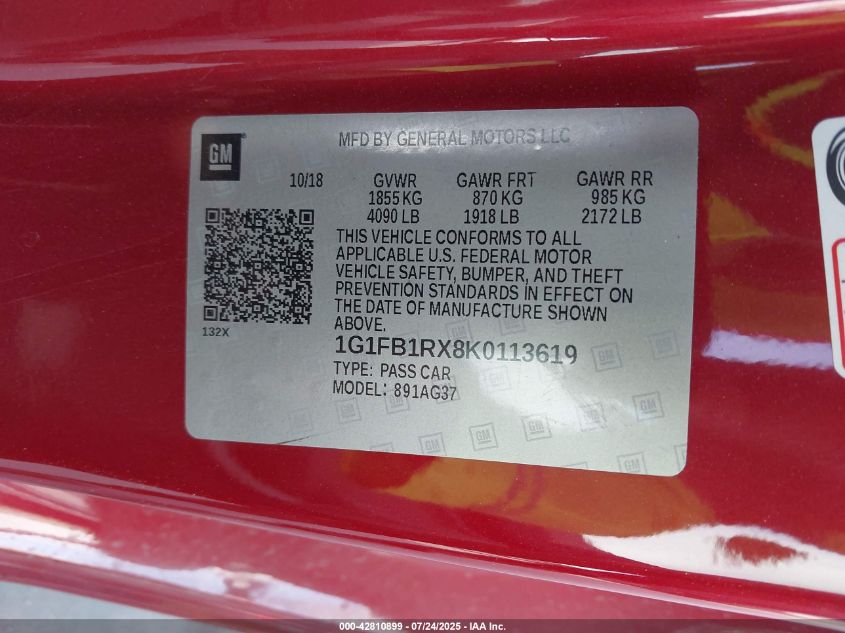 GM
MFD BY GENERAL MOTORS LLC
10/18 GVWR GAWR FRT GAWR RR
1855 KG 870 KG 985 KG
4090 LB 1918 LB 2172 LB
THIS VEHICLE CONFORMS TO ALL
APPLICABLE U.S. FEDERAL MOTOR
VEHICLE SAFETY, BUMPER, AND THEFT
PREVENTION STANDARDS IN EFFECT ON
THE DATE OF MANUFACTURE SHOWN
ABOVE.
132X
1G1FB1RX8K0113619
TYPE: PASS CAR
MODEL: 891AG37
000-42810899 - 07/24/2025 - IAA Inc.